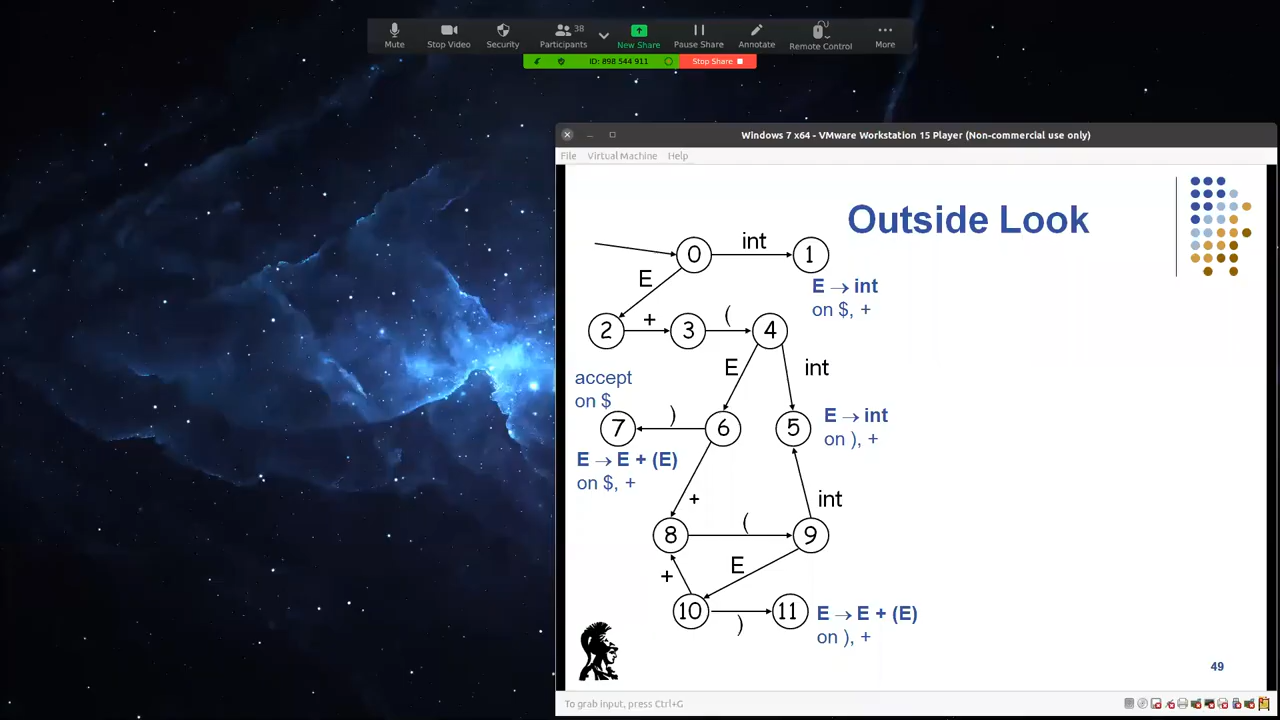 Mute
Stop Video
Security
Participants 38
New Share
Pause Share
Annotate
Remote Control
More
ID: 898 544 911
Stop Share
Windows 7 x64 - VMware Workstation 15 Player (Non-commercial use only)
File Virtual Machine Help
Outside Look
0 int 1
E
E → int
on $, +
2 + 3 ( 4
E int
accept
on $
7 ) 6 5
E → int
on ), +
E → E + (E)
on $, +
+ int
8 ( 9
+ E
10 ) 11
E → E + (E)
on ), +
49
To grab input, press Ctrl+G